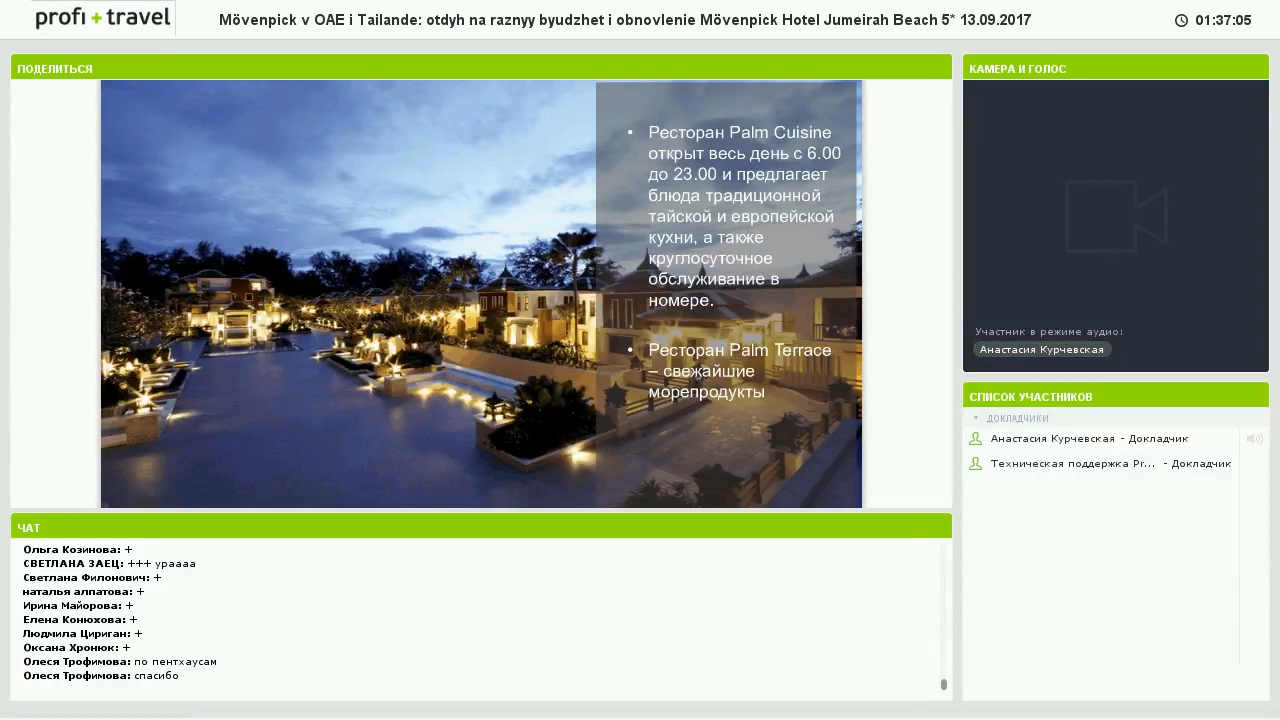 profi + travel
Mövenpick v OAE i Tailande: otdyh na raznyy byudzhet i obnovlenie Mövenpick Hotel Jumeirah Beach 5* 13.09.2017
01:37:05
ПОДЕЛИТЬСЯ
• Ресторан Palm Cuisine
открыт весь день с 6.00
до 23.00 и предлагает
блюда традиционной
тайской и европейской
кухни, а также
круглосуточное
обслуживание в
номере.
• Ресторан Palm Terrace
– свежайшие
морепродукты
КАМЕРА И ГОЛОС
Участник в режиме аудио:
Анастасия Курчевская
СПИСОК УЧАСТНИКОВ
ДОКЛАДЧИКИ
Анастасия Курчевская - Докладчик
Техническая поддержка Pr... - Докладчик
ЧАТ
Ольга Козинова: +
СВЕТЛАНА ЗАЕЦ: +++ ураааа
Светлана Филонович: +
наталья алпатова: +
Ирина Майорова: +
Елена Конюхова: +
Людмила Цириган: +
Оксана Хронюк: +
Олеся Трофимова: по пентхаусам
Олеся Трофимова: спасибо